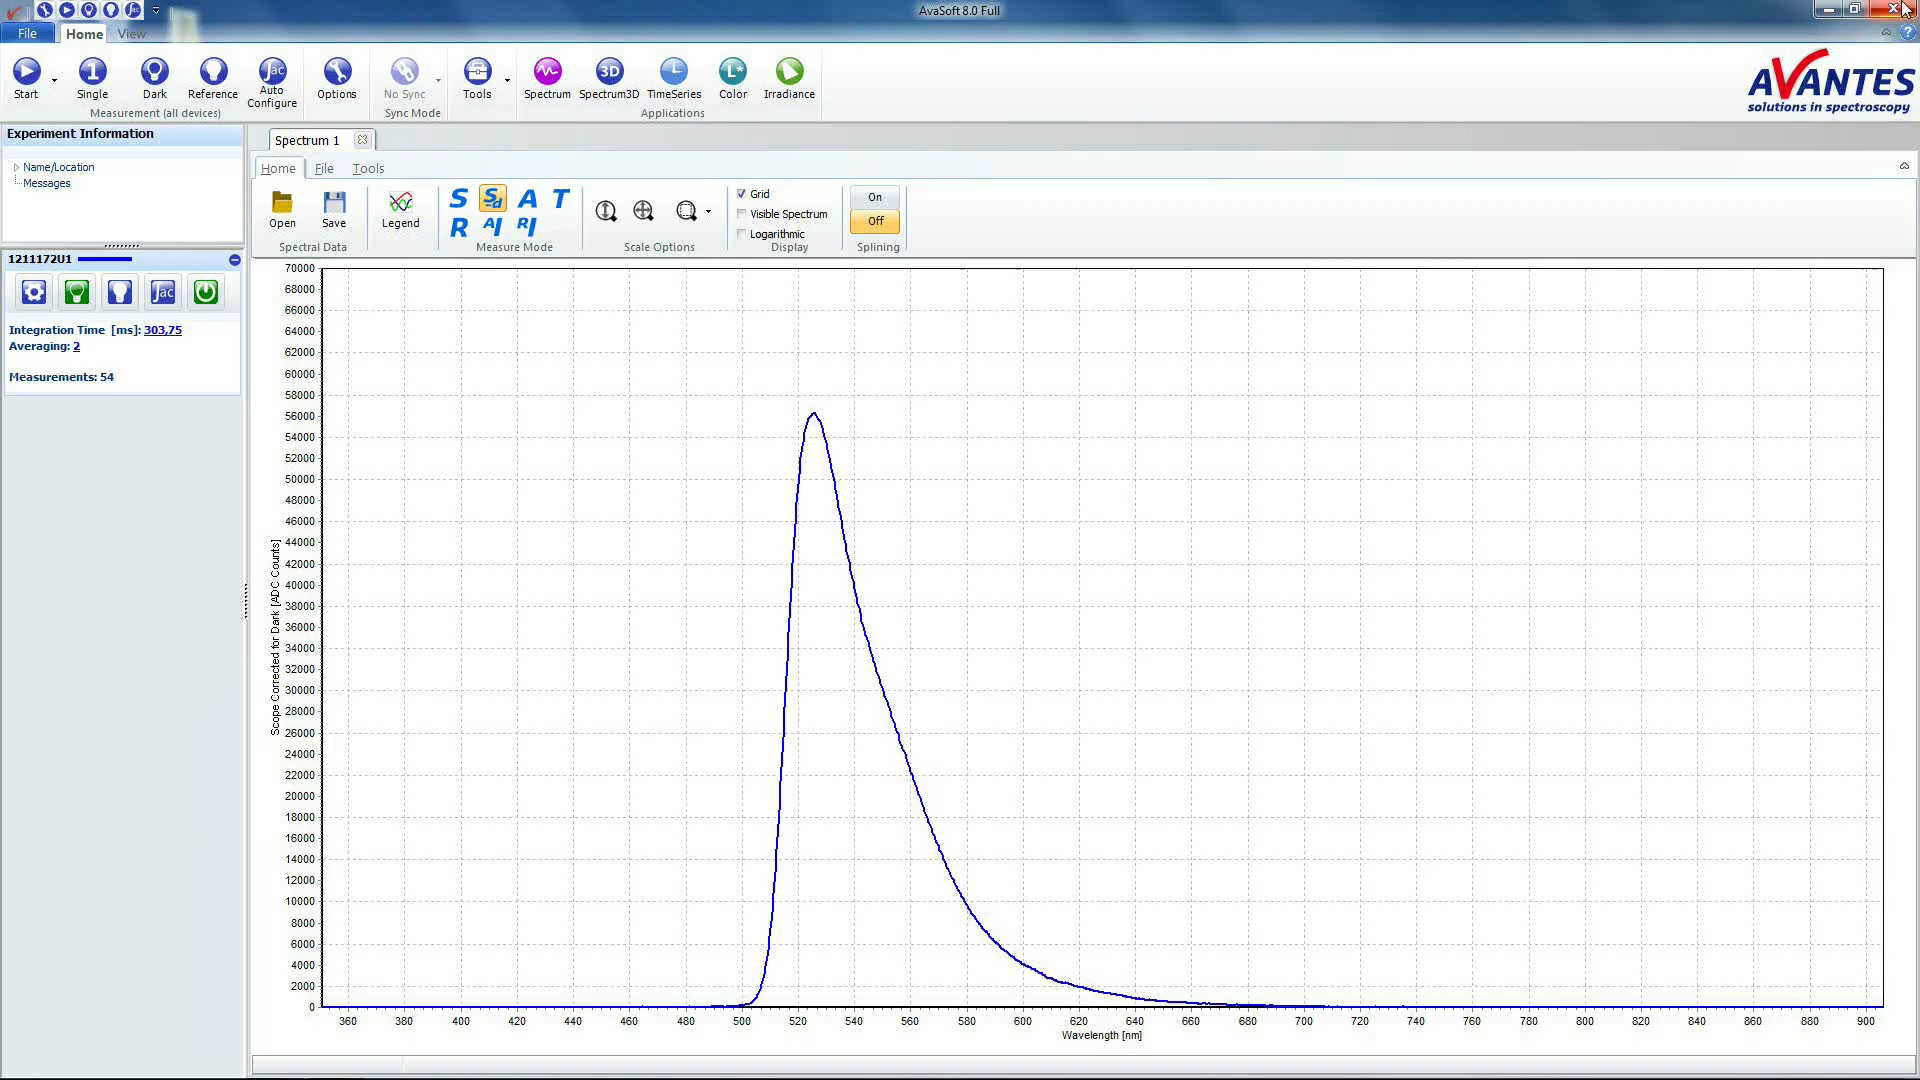 AvaSoft 8.0 Full
File Home View
Start Single Dark Reference Auto Configure Options No Sync Tools Spectrum Spectrum3D TimeSeries Color Irradiance
Measurement (all devices) Sync Mode Applications
AVANTES
solutions in spectroscopy
Experiment Information
Name/Location
Messages
1211172U1
Integration Time [ms]: 303,75
Averaging: 2
Measurements: 54
Spectrum 1
Home File Tools
Open Save Legend
S S-d A T
R AI RI
Grid
Visible Spectrum
Logarithmic
On
Off
Spectral Data Measure Mode Scale Options Display Splining
70000
68000
66000
64000
62000
60000
58000
56000
54000
52000
50000
48000
46000
44000
42000
40000
38000
36000
34000
32000
30000
28000
26000
24000
22000
20000
18000
16000
14000
12000
10000
8000
6000
4000
2000
0
Scope Corrected for Dark [ADC Counts]
360 380 400 420 440 460 480 500 520 540 560 580 600 620 640 660 680 700 720 740 760 780 800 820 840 860 880 900
Wavelength [nm]